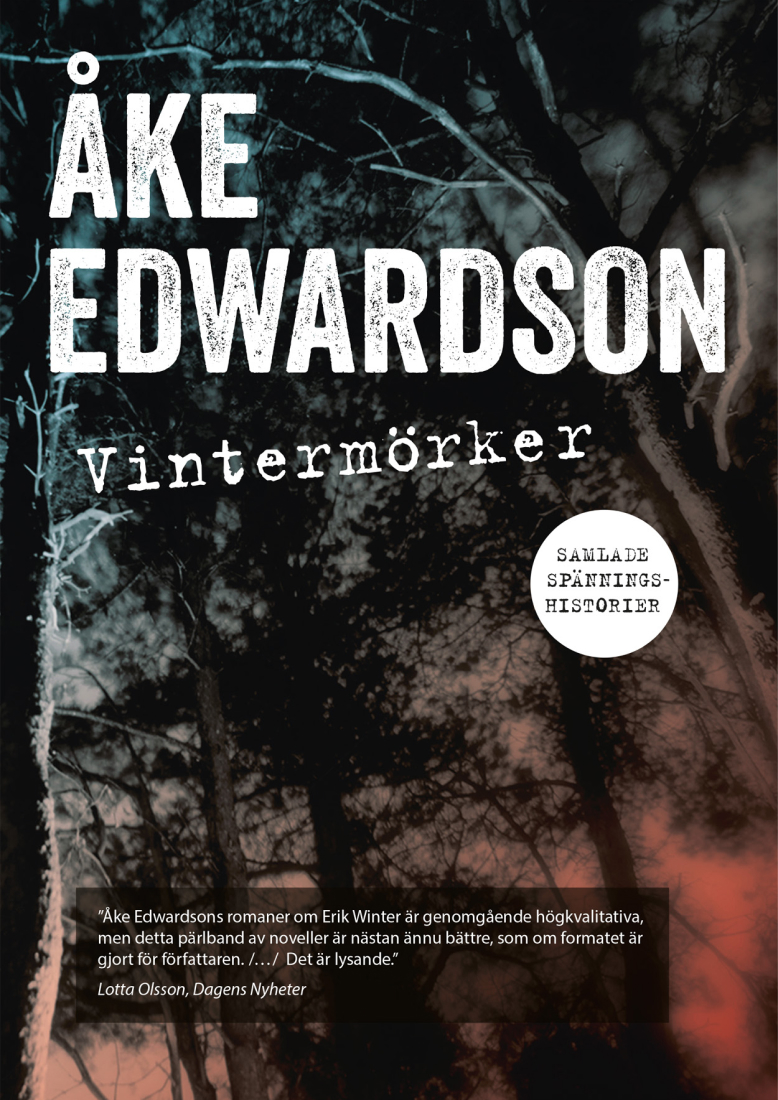 ÅKE
EDWARDSON
Vintermörker
SAMLADE
SPÄNNINGS-
HISTORIER
”Åke Edwardsons romaner om Erik Winter är genomgående högkvalitativa,
men detta pärlband av noveller är nästan ännu bättre, som om formatet är
gjort för författaren. /…/ Det är lysande.”
Lotta Olsson, Dagens Nyheter